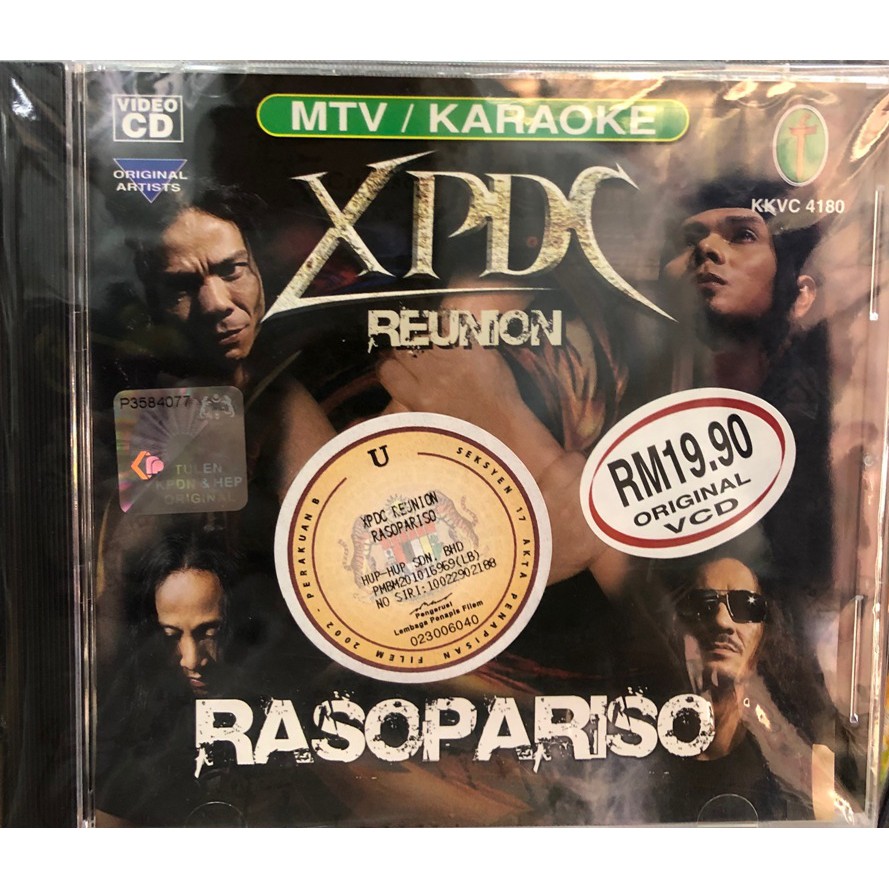 VIDEO
CD
MTV / KARAOKE
ORIGINAL
ARTISTS
KKVC 4180
XPDC
REUNION
P3584077
TULEN
KPDN & HEP
ORIGINAL
RM19.90
ORIGINAL
VCD
U
PERAKUAN B
SEKSYEN 17 AKTA PENAPISAN FILEM 2002
XPDC REUNION
RASOPARISO
HUP-HUP SDN. BHD
PMBM201016969(LB)
NO SIRI:10022902188
Pengerusi
Lembaga Penapis Filem
023006040
RASOPARISO